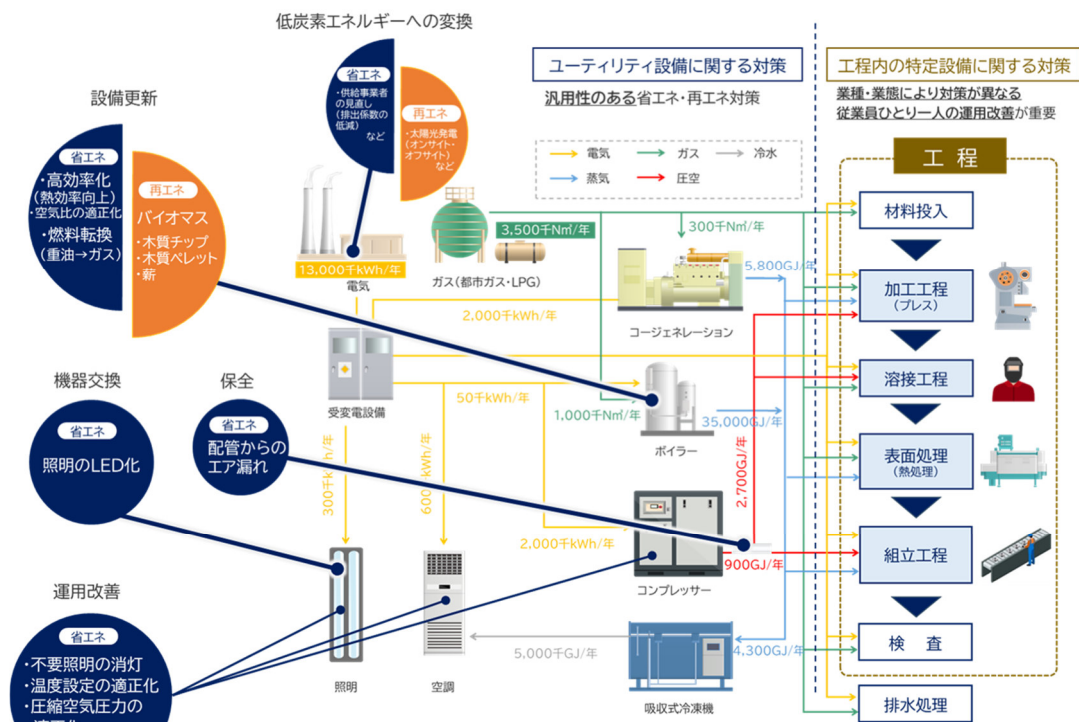 低炭素エネルギーへの変換
省エネ
・供給事業者の見直し
(排出係数の低減)
など
再エネ
・太陽光発電
(オンサイト・オフサイト)
など
設備更新
省エネ
・高効率化
(熱効率向上)
・空気比の適正化
・燃料転換
(重油→ガス)
再エネ
バイオマス
・木質チップ
・木質ペレット
・薪
ユーティリティ設備に関する対策
汎用性のある省エネ・再エネ対策
電気
ガス
冷水
蒸気
圧空
工程内の特定設備に関する対策
業種・業態により対策が異なる
従業員ひとり一人の運用改善が重要
13,000千kWh/年
電気
3,500千N㎥/年
ガス(都市ガス・LPG)
300千N㎥/年
5,800GJ/年
コージェネレーション
2,000千kWh/年
受変電設備
50千kWh/年
1,000千N㎥/年
35,000GJ/年
ボイラー
機器交換
省エネ
照明のLED化
保全
省エネ
配管からの
エア漏れ
300千kWh/年
2,000千kWh/年
2,700GJ/年
900GJ/年
コンプレッサー
運用改善
省エネ
・不要照明の消灯
・温度設定の適正化
・圧縮空気圧力の
照明
空調
5,000千GJ/年
4,300GJ/年
吸収式冷凍機
工程
材料投入
加工工程
(プレス)
溶接工程
表面処理
(熱処理)
組立工程
検 査
排水処理